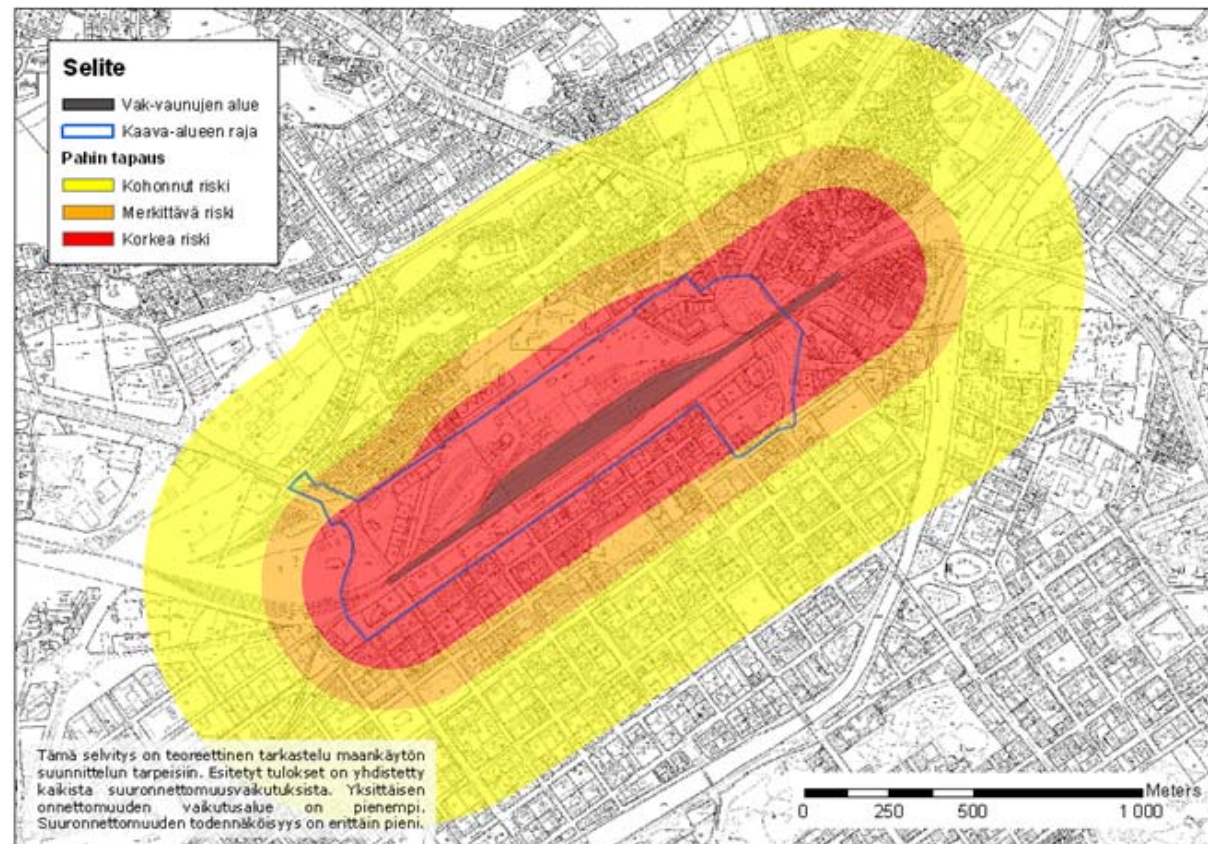 Selite
Vak-vaunujen alue
Kaava-alueen raja
Pahin tapaus
Kohonnut riski
Merkittävä riski
Korkea riski
Tämä selvitys on teoreettinen tarkastelu maankäytön
suunnittelun tarpeisiin. Esitetyt tulokset on yhdistetty
kaikista suuronnettomuusvaikutuksista. Yksittäisen
onnettomuuden vaikutusalue on pienempi.
Suuronnettomuuden todennäköisyys on erittäin pieni.
Meters
0 250 500 1 000